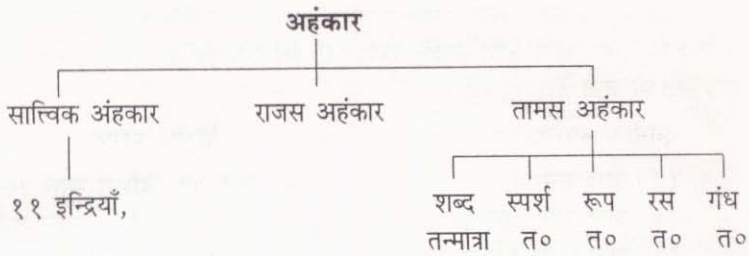 अहंकार
सात्त्विक अंहकार राजस अहंकार तामस अहंकार
११ इन्द्रियाँ,
शब्द स्पर्श रूप रस गंध
तन्मात्रा त० त० त० त०